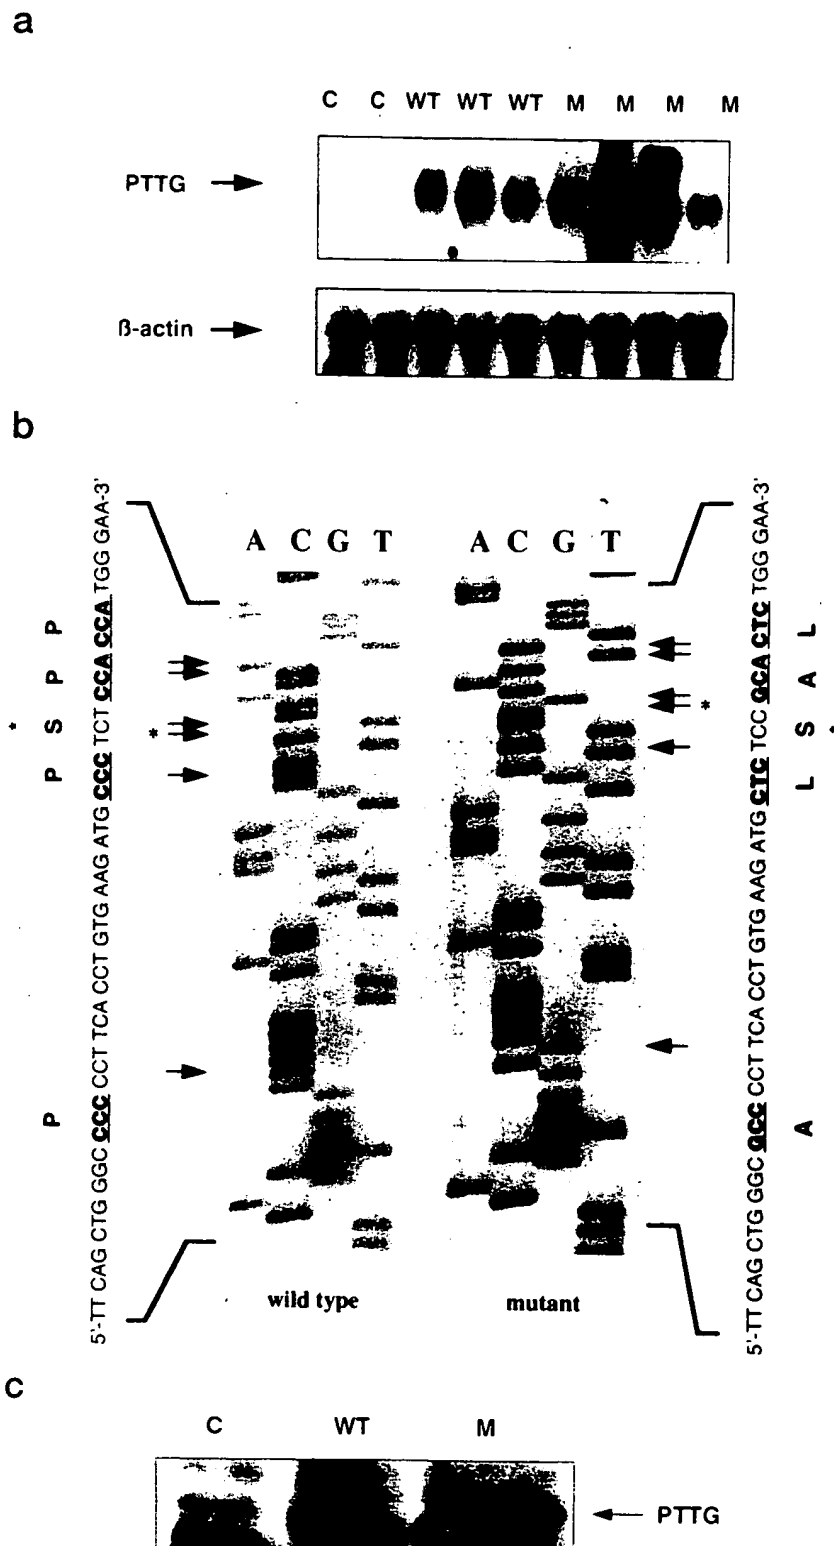 a
C C WT WT WT M M M M
PTTG
ß-actin
b
5'-TT CAG CTG GGC CCC CCT TCA CCT GTG AAG ATG CCC TCT CCA CCA TGG GAA-3'
P P S P P
*
*
A C G T
A C G T
*
5'-TT CAG CTG GGC GCC CCT TCA CCT GTG AAG ATG CTC TCC GCA CTC TGG GAA-3'
A L S A L
*
wild type
mutant
c
C WT M
PTTG